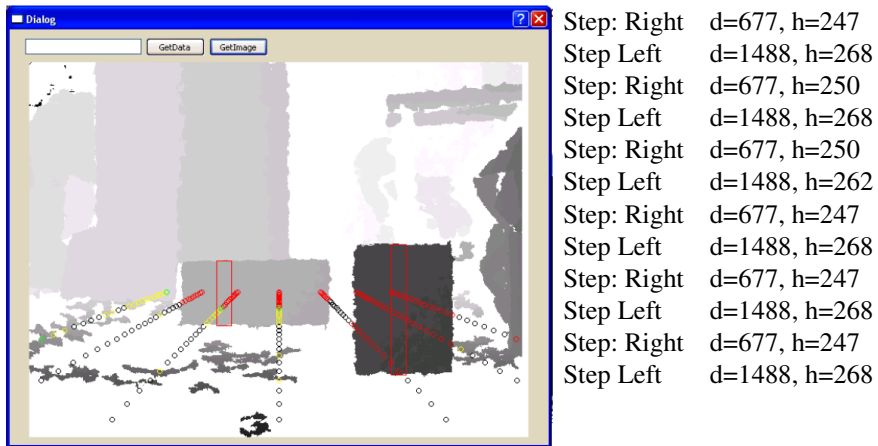 Dialog
GetData GetImage
Step: Right d=677, h=247
Step Left d=1488, h=268
Step: Right d=677, h=250
Step Left d=1488, h=268
Step: Right d=677, h=250
Step Left d=1488, h=262
Step: Right d=677, h=247
Step Left d=1488, h=268
Step: Right d=677, h=247
Step Left d=1488, h=268
Step: Right d=677, h=247
Step Left d=1488, h=268